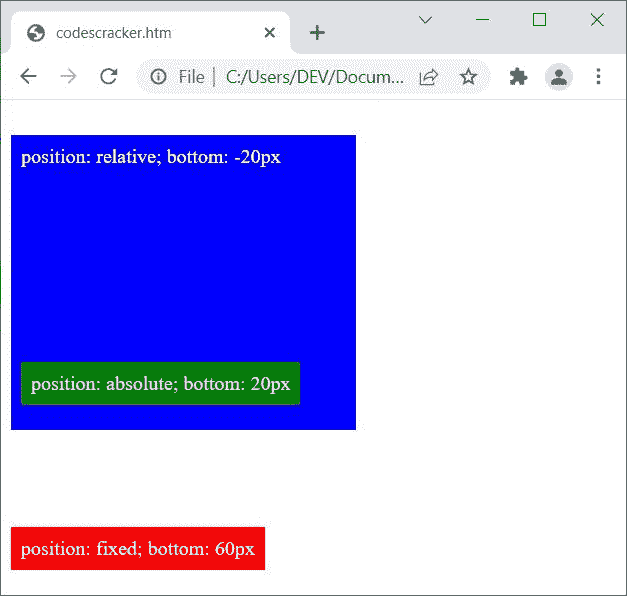 codescracker.htm
File | C:/Users/DEV/Docum...
position: relative; bottom: -20px
position: absolute; bottom: 20px
position: fixed; bottom: 60px